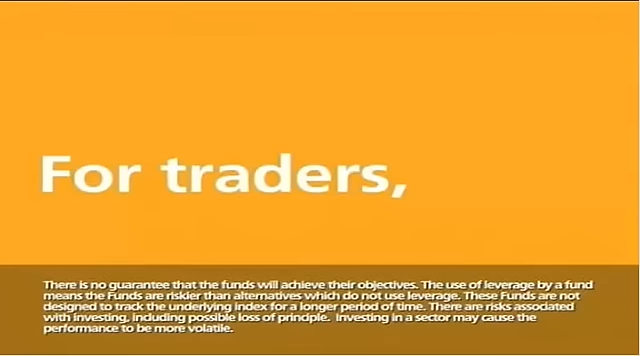 For traders,
There is no guarantee that the funds will achieve their objectives. The use of leverage by a fund
means the Funds are riskier than alternatives which do not use leverage. These Funds are not
designed to track the underlying index for a longer period of time. There are risks associated
with investing, including possible loss of principle. Investing in a sector may cause the
performance to be more volatile.